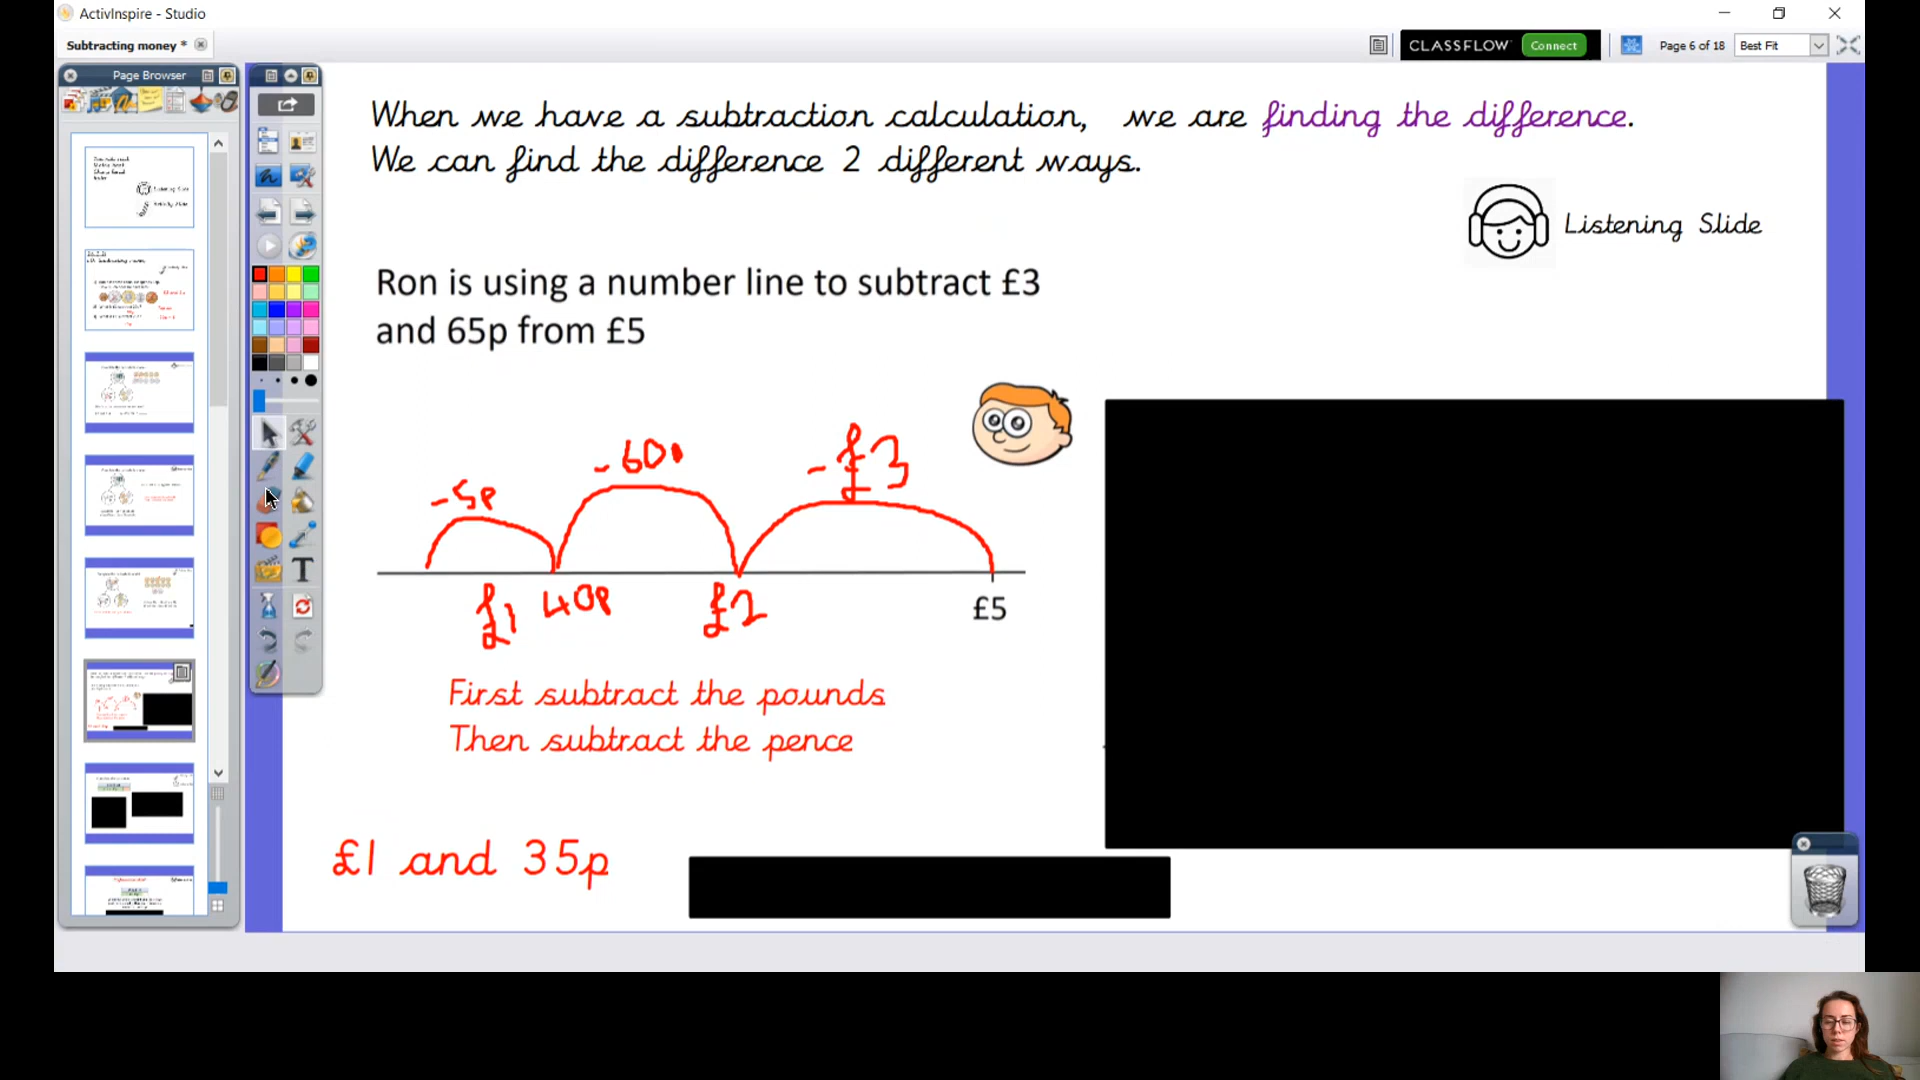 ActivInspire - Studio
Subtracting money *
CLASSFLOW Connect
Page 6 of 18
Best Fit
Page Browser
When we have a subtraction calculation, we are finding the difference.
We can find the difference 2 different ways.
Listening Slide
Ron is using a number line to subtract £3
and 65p from £5
-5p
-60
-£3
£1 40p
£2
£5
First subtract the pounds
Then subtract the pence
£1 and 35p
T